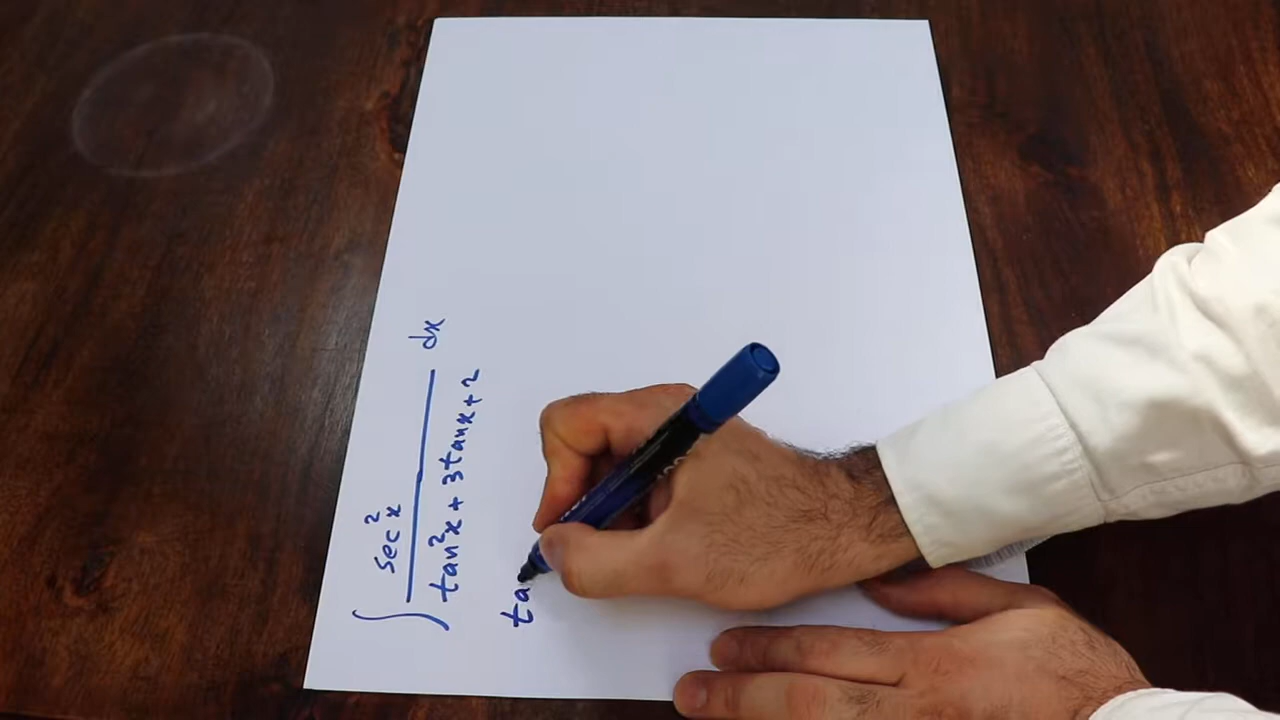 ∫ sec²x / tan²x + 3tanx + 2 dx
ta